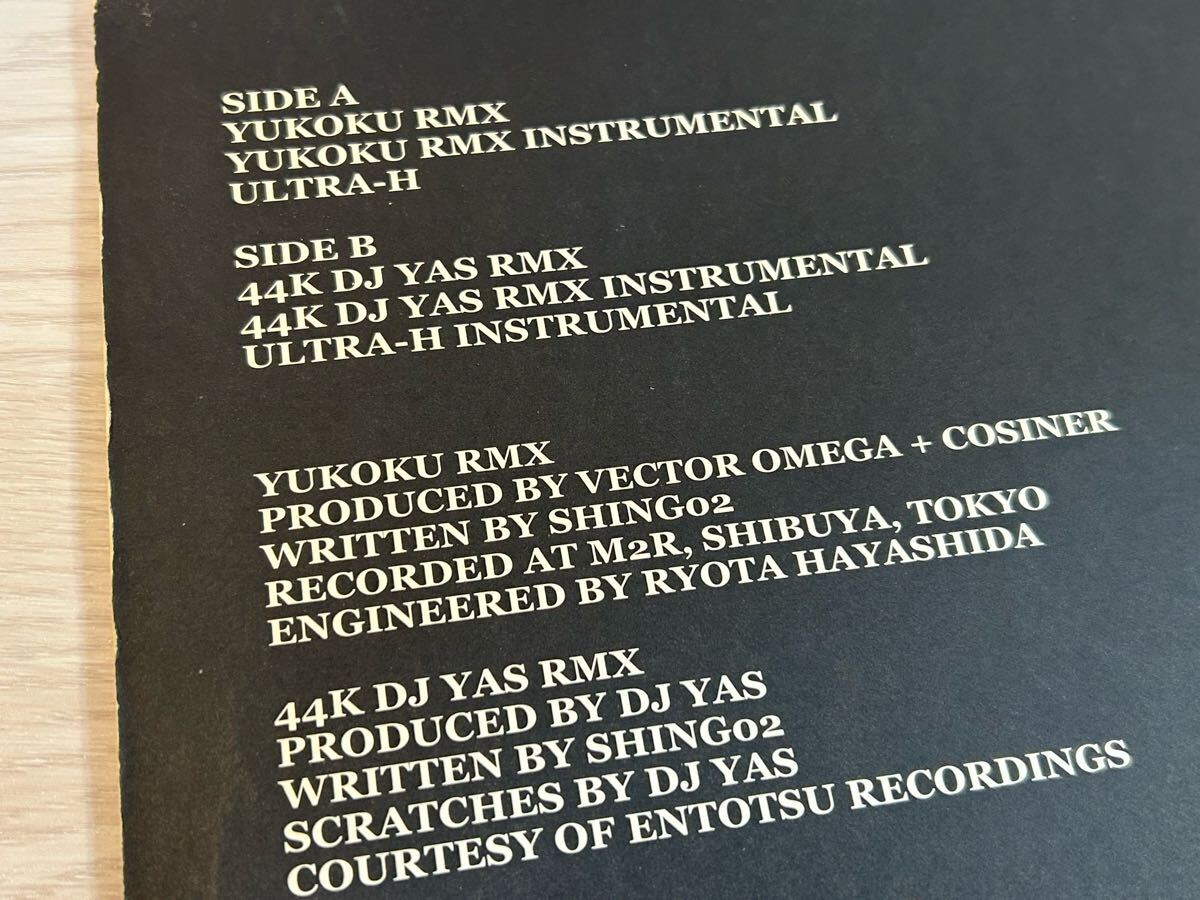 SIDE A
YUKOKU RMX
YUKOKU RMX INSTRUMENTAL
ULTRA-H
SIDE B
44K DJ YAS RMX
44K DJ YAS RMX INSTRUMENTAL
ULTRA-H INSTRUMENTAL
YUKOKU RMX
PRODUCED BY VECTOR OMEGA + COSINER
WRITTEN BY SHING02
RECORDED AT M2R, SHIBUYA, TOKYO
ENGINEERED BY RYOTA HAYASHIDA
44K DJ YAS RMX
PRODUCED BY DJ YAS
WRITTEN BY SHING02
SCRATCHES BY DJ YAS
COURTESY OF ENTOTSU RECORDINGS